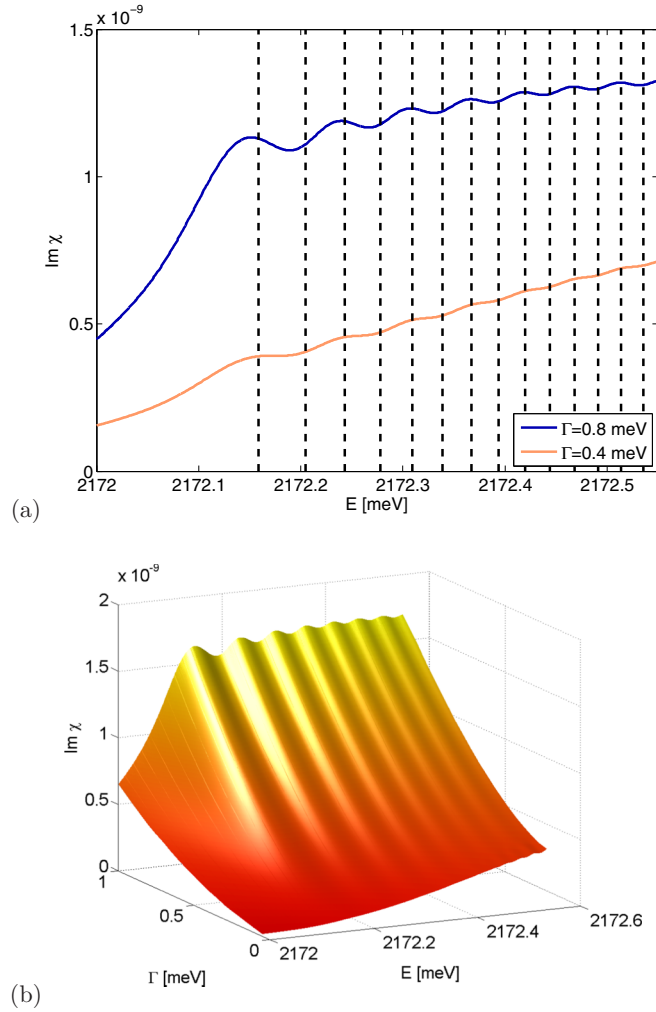 x 10⁻⁹
1.5
1
0.5
0
Im χ
2172
2172.1
2172.2
2172.3
2172.4
2172.5
E [meV]
Γ=0.8 meV
Γ=0.4 meV
(a)
x 10⁻⁹
2
1.5
1
0.5
0
Im χ
1
0.5
0
Γ [meV]
2172
2172.2
2172.4
2172.6
E [meV]
(b)